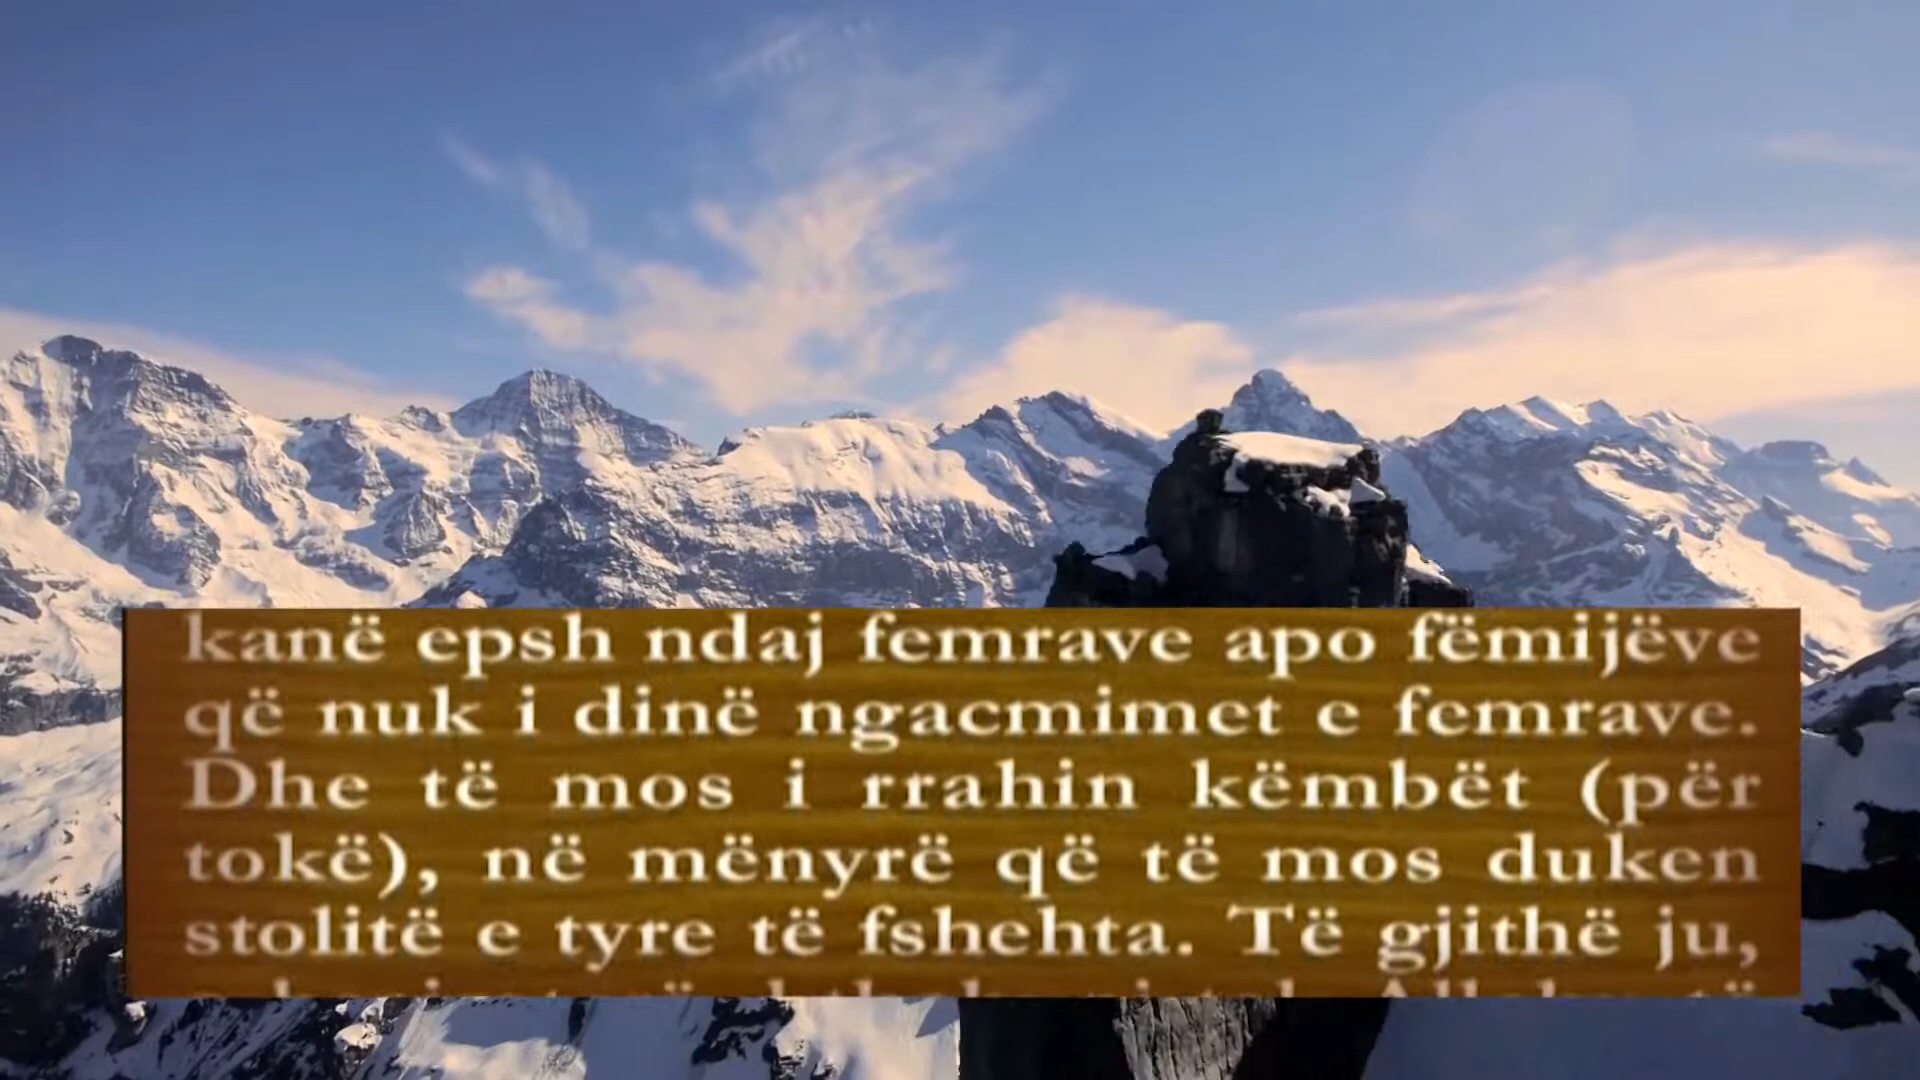 kanë epsh ndaj femrave apo fëmijëve
që nuk i dinë ngacmimet e femrave.
Dhe të mos i rrahin këmbët (për
tokë), në mënyrë që të mos duken
stolitë e tyre të fshehta. Të gjithë ju,